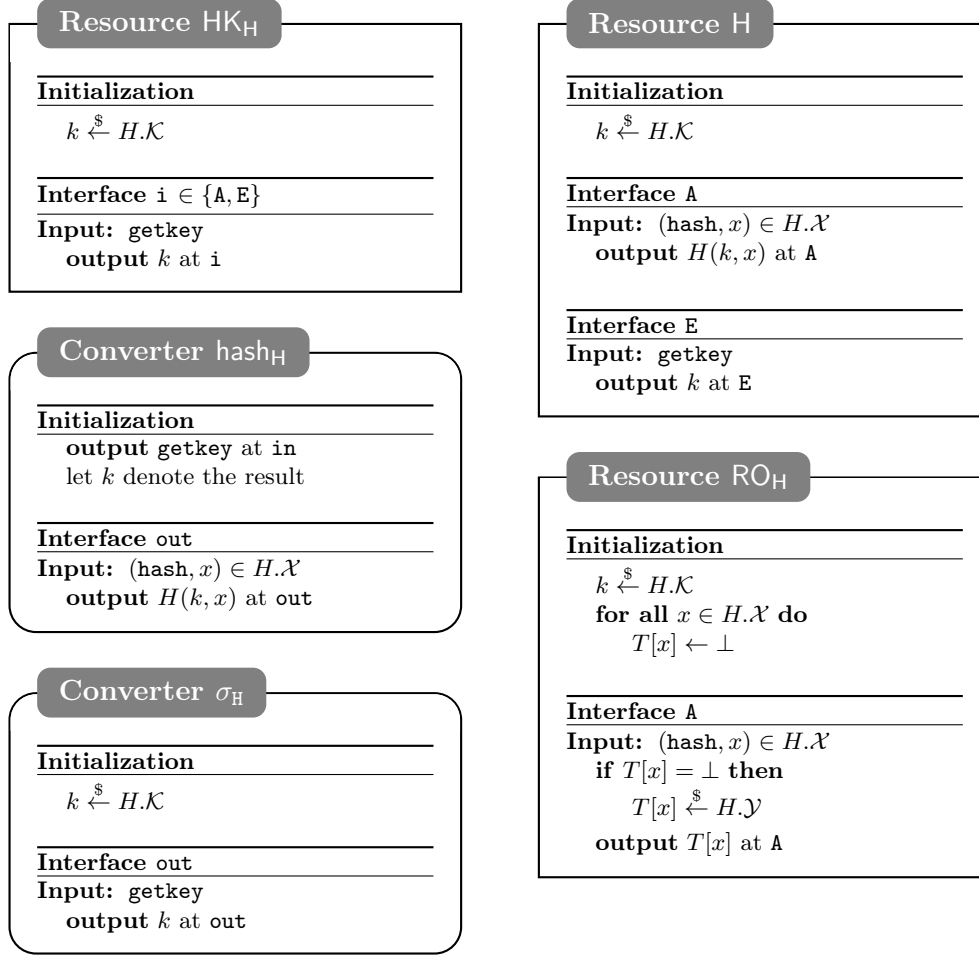 Resource HK_H
Initialization
k ←$ H.𝒦
Interface i ∈ {A, E}
Input: getkey
output k at i
Converter hash_H
Initialization
output getkey at in
let k denote the result
Interface out
Input: (hash, x) ∈ H.𝒳
output H(k, x) at out
Converter σ_H
Initialization
k ←$ H.𝒦
Interface out
Input: getkey
output k at out
Resource H
Initialization
k ←$ H.𝒦
Interface A
Input: (hash, x) ∈ H.𝒳
output H(k, x) at A
Interface E
Input: getkey
output k at E
Resource RO_H
Initialization
k ←$ H.𝒦
for all x ∈ H.𝒳 do
T[x] ← ⊥
Interface A
Input: (hash, x) ∈ H.𝒳
if T[x] = ⊥ then
T[x] ←$ H.𝒴
output T[x] at A